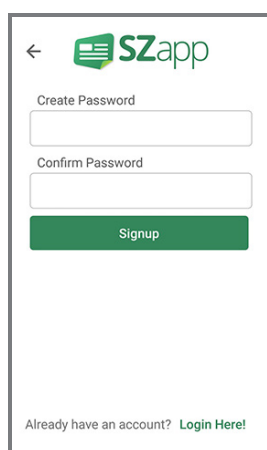 SZapp
Create Password
Confirm Password
Signup
Already have an account? Login Here!